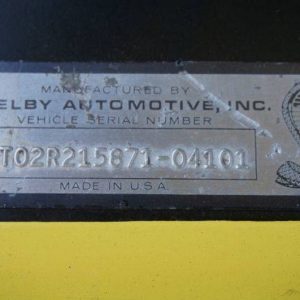 MANUFACTURED BY
ELBY AUTOMOTIVE, INC.
VEHICLE SERIAL NUMBER
T02R215871-04101
MADE IN U.S.A.